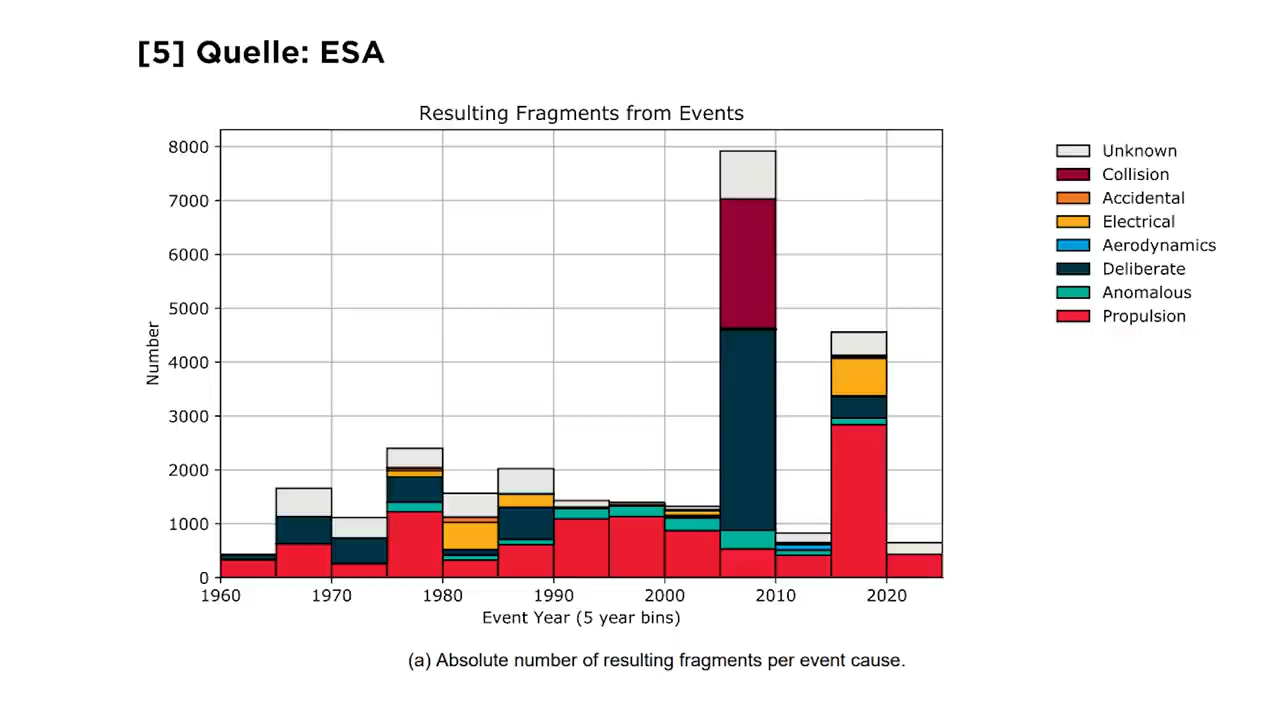 [5] Quelle: ESA
Resulting Fragments from Events
8000
7000
6000
5000
4000
3000
2000
1000
0
Number
1960
1970
1980
1990
2000
2010
2020
Event Year (5 year bins)
Unknown
Collision
Accidental
Electrical
Aerodynamics
Deliberate
Anomalous
Propulsion
(a) Absolute number of resulting fragments per event cause.